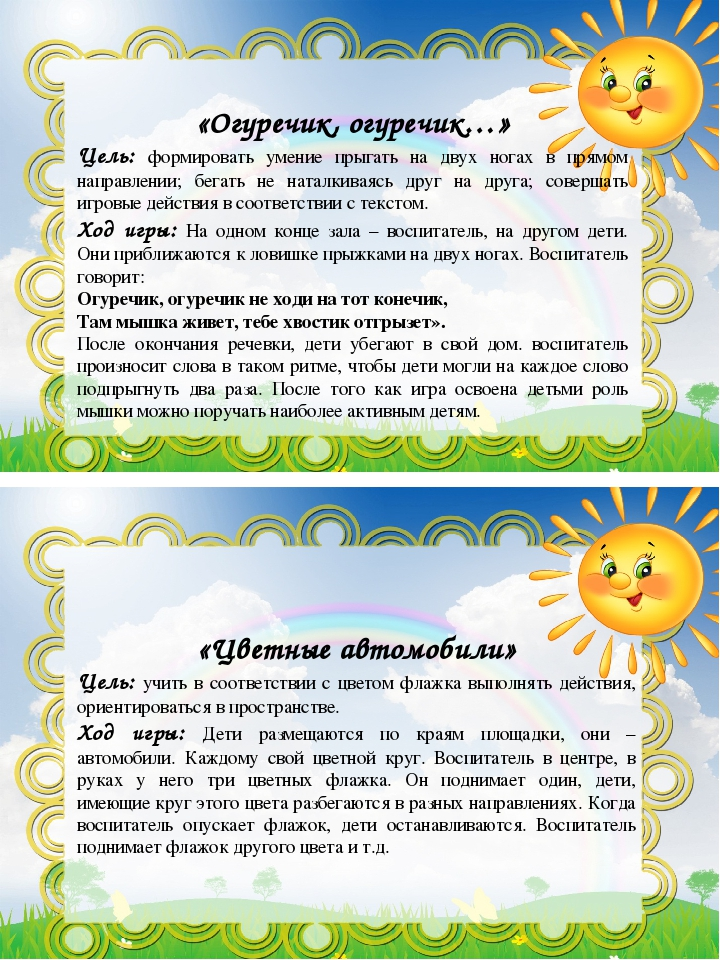 «Огуречик, огуречик…»
Цель: формировать умение прыгать на двух ногах в прямом
направлении; бегать не наталкиваясь друг на друга; совершать
игровые действия в соответствии с текстом.
Ход игры: На одном конце зала – воспитатель, на другом дети.
Они приближаются к ловишке прыжками на двух ногах. Воспитатель
говорит:
Огуречик, огуречик не ходи на тот конечик,
Там мышка живет, тебе хвостик отгрызет».
После окончания речевки, дети убегают в свой дом. воспитатель
произносит слова в таком ритме, чтобы дети могли на каждое слово
подпрыгнуть два раза. После того как игра освоена детьми роль
мышки можно поручать наиболее активным детям.
«Цветные автомобили»
Цель: учить в соответствии с цветом флажка выполнять действия,
ориентироваться в пространстве.
Ход игры: Дети размещаются по краям площадки, они –
автомобили. Каждому свой цветной круг. Воспитатель в центре, в
руках у него три цветных флажка. Он поднимает один, дети,
имеющие круг этого цвета разбегаются в разных направлениях. Когда
воспитатель опускает флажок, дети останавливаются. Воспитатель
поднимает флажок другого цвета и т.д.